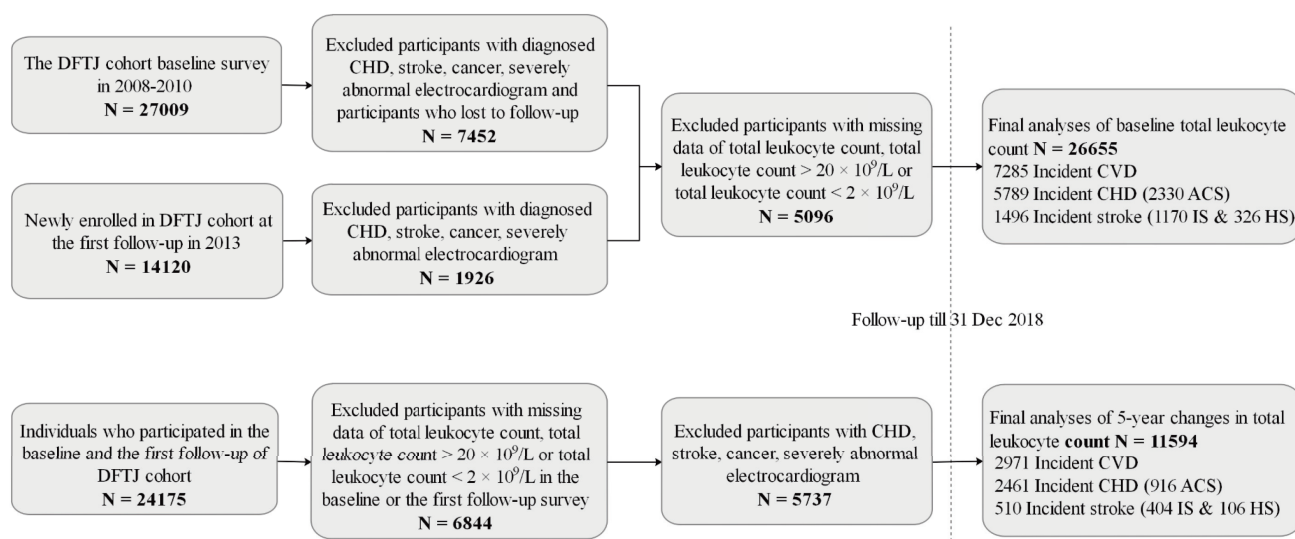 The DFTJ cohort baseline survey
in 2008-2010
N = 27009
Excluded participants with diagnosed
CHD, stroke, cancer, severely
abnormal electrocardiogram and
participants who lost to follow-up
N = 7452
Newly enrolled in DFTJ cohort at
the first follow-up in 2013
N = 14120
Excluded participants with diagnosed
CHD, stroke, cancer, severely
abnormal electrocardiogram
N = 1926
Excluded participants with missing
data of total leukocyte count, total
leukocyte count > 20 × 10⁹/L or
total leukocyte count < 2 × 10⁹/L
N = 5096
Final analyses of baseline total leukocyte
count N = 26655
7285 Incident CVD
5789 Incident CHD (2330 ACS)
1496 Incident stroke (1170 IS & 326 HS)
Follow-up till 31 Dec 2018
Individuals who participated in the
baseline and the first follow-up of
DFTJ cohort
N = 24175
Excluded participants with missing
data of total leukocyte count, total
leukocyte count > 20 × 10⁹/L or total
leukocyte count < 2 × 10⁹/L in the
baseline or the first follow-up survey
N = 6844
Excluded participants with CHD,
stroke, cancer, severely abnormal
electrocardiogram
N = 5737
Final analyses of 5-year changes in total
leukocyte count N = 11594
2971 Incident CVD
2461 Incident CHD (916 ACS)
510 Incident stroke (404 IS & 106 HS)